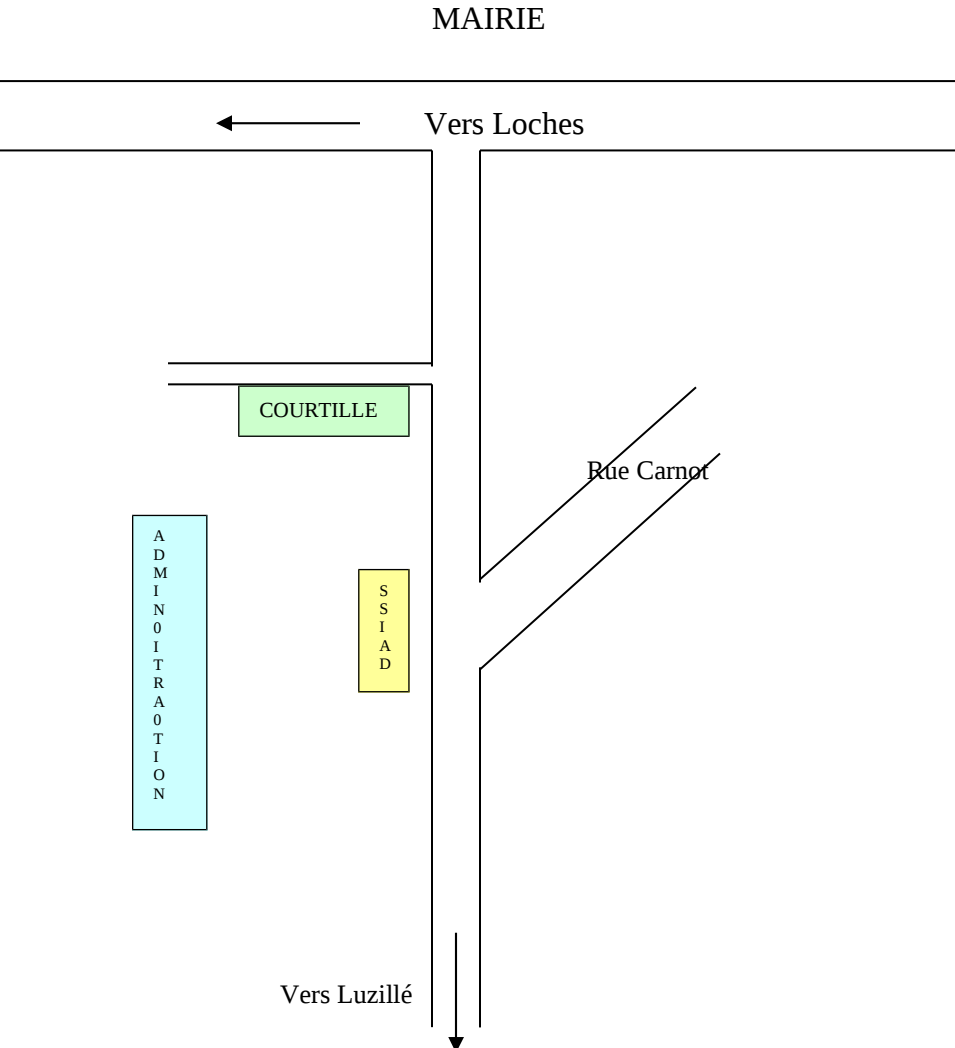 MAIRIE
Vers Loches
COURTILLE
Rue Carnot
A
D
M
I
N
0
I
T
R
A
0
T
I
O
N
S
S
I
A
D
Vers Luzillé